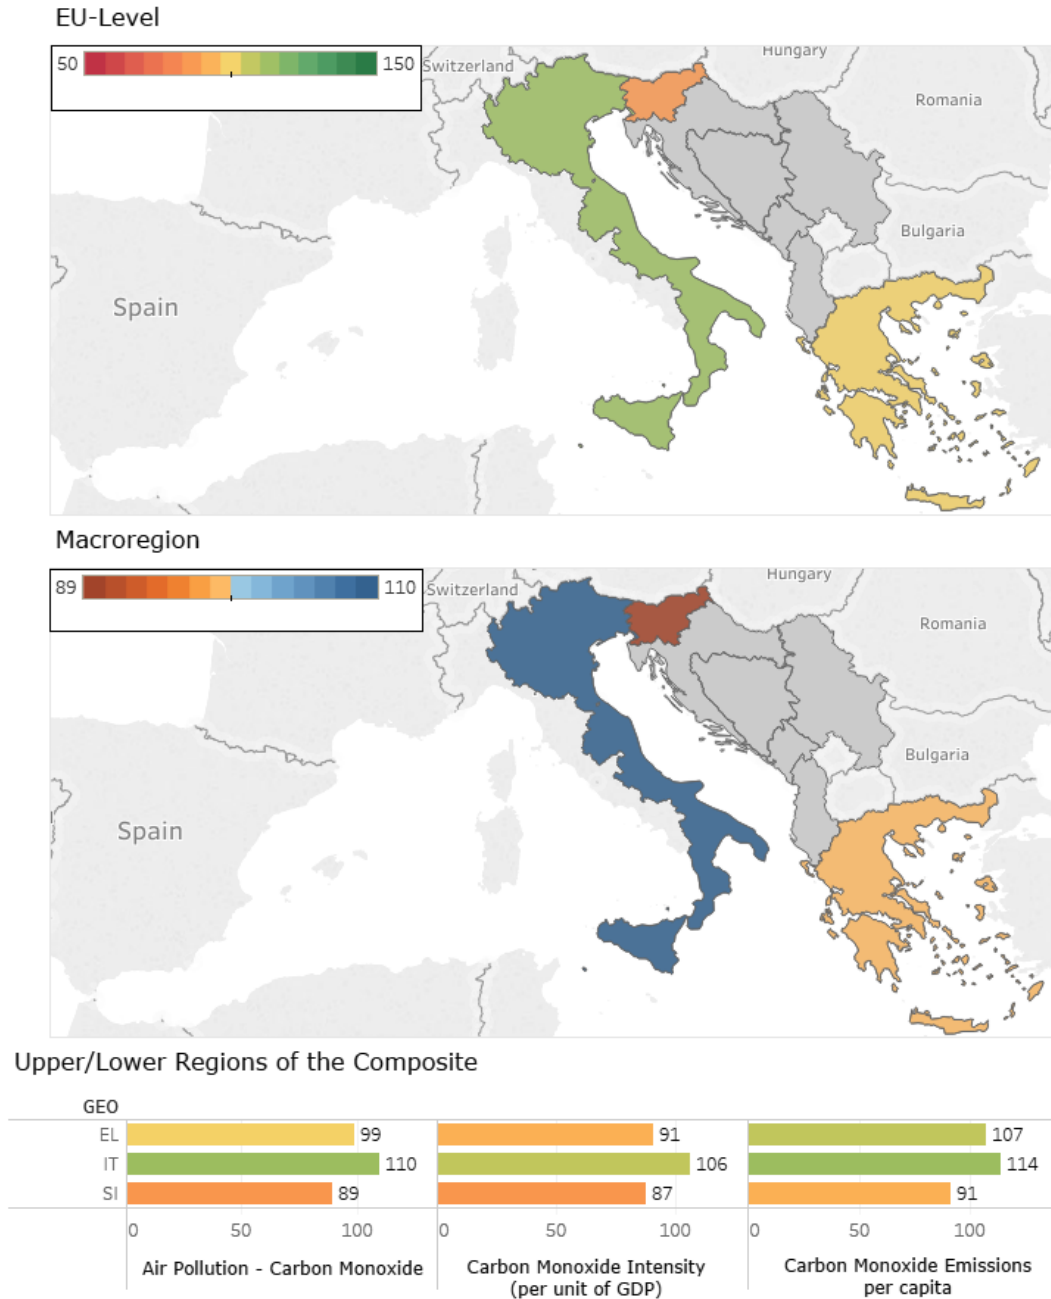 EU-Level
50
150
Switzerland
Hungary
Romania
Bulgaria
Spain
Macroregion
89
110
Switzerland
Hungary
Romania
Bulgaria
Spain
Upper/Lower Regions of the Composite
GEO
EL 99 91 107
IT 110 106 114
SI 89 87 91
0 50 100 0 50 100 0 50 100
Air Pollution - Carbon Monoxide
Carbon Monoxide Intensity
(per unit of GDP)
Carbon Monoxide Emissions
per capita